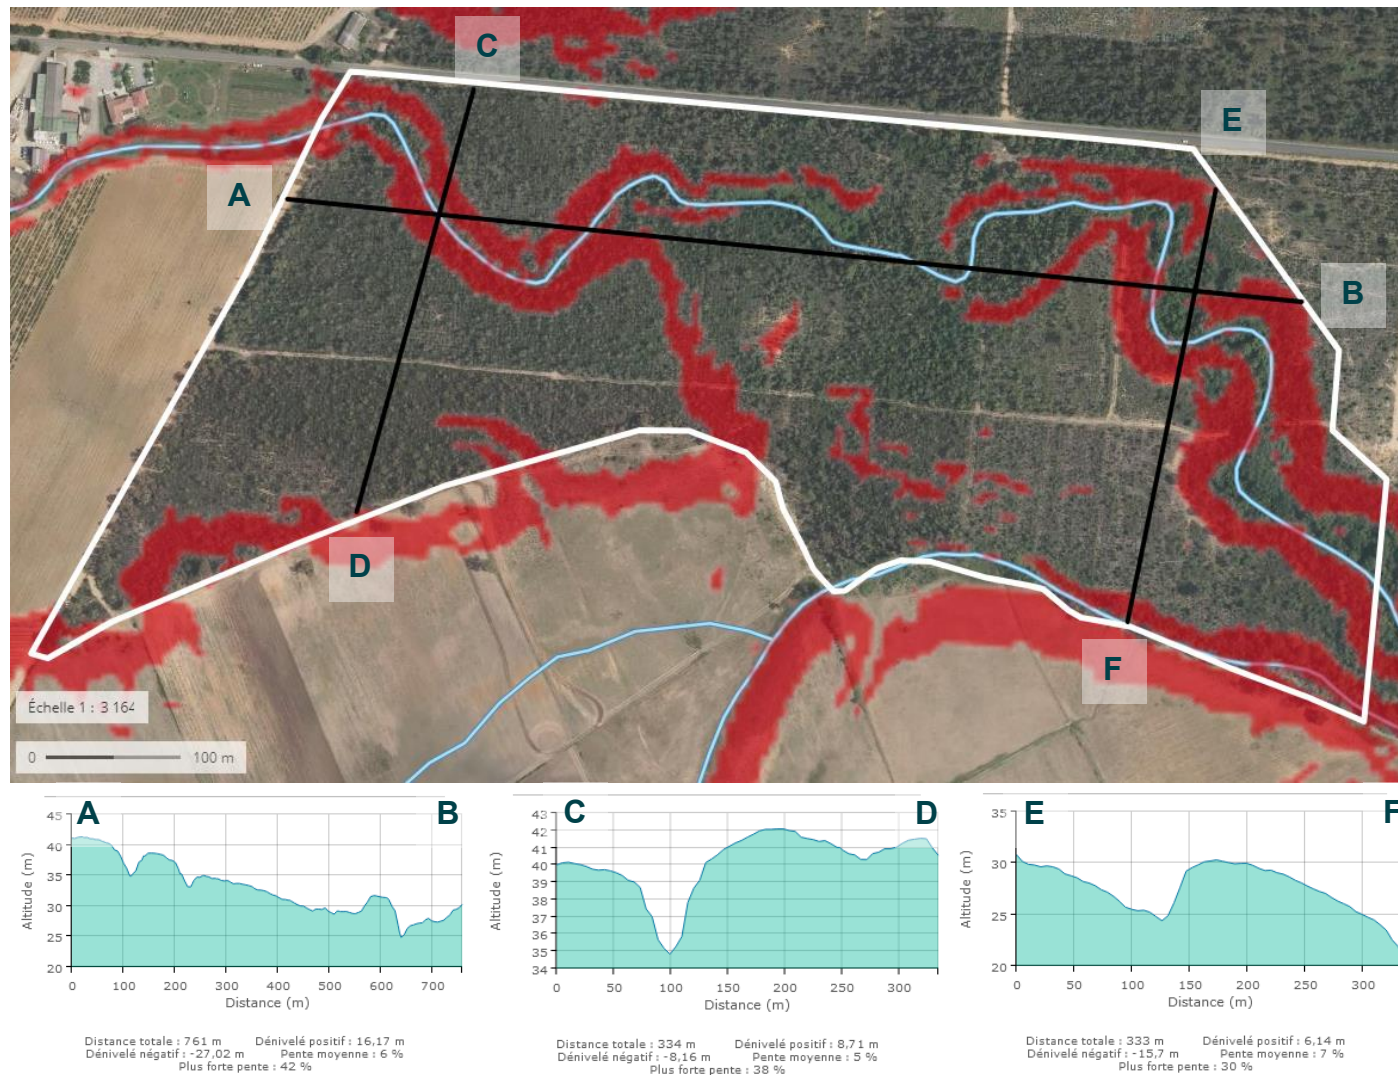 C
E
A
B
D
F
Échelle 1 : 3 164
0 100 m
A B
45
40
35
30
25
20
Altitude (m)
0 100 200 300 400 500 600 700
Distance (m)
Distance totale : 761 m Dénivelé positif : 16,17 m
Dénivelé négatif : -27,02 m Pente moyenne : 6 %
Plus forte pente : 42 %
C D
43
42
41
40
39
38
37
36
35
34
Altitude (m)
0 50 100 150 200 250 300
Distance (m)
Distance totale : 334 m Dénivelé positif : 8,71 m
Dénivelé négatif : -8,16 m Pente moyenne : 5 %
Plus forte pente : 38 %
E F
35
30
25
20
Altitude (m)
0 50 100 150 200 250 300
Distance (m)
Distance totale : 333 m Dénivelé positif : 6,14 m
Dénivelé négatif : -15,7 m Pente moyenne : 7 %
Plus forte pente : 30 %